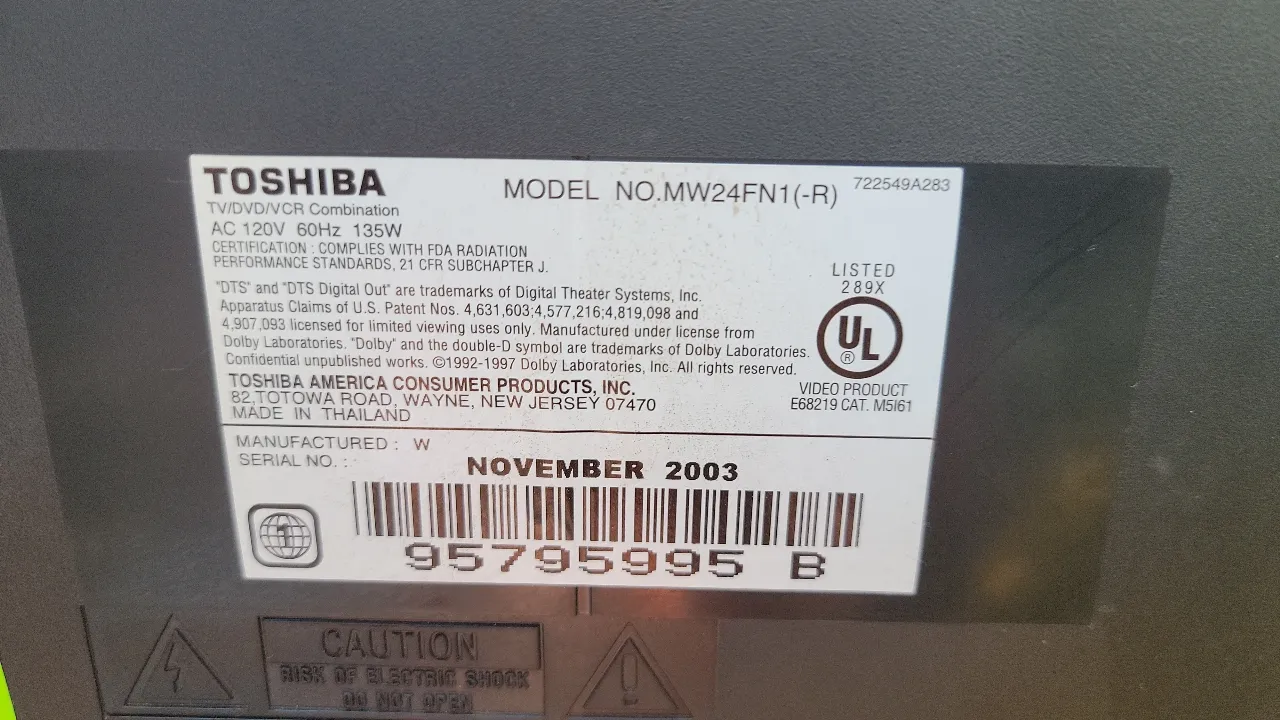 TOSHIBA
MODEL NO.MW24FN1(-R)
722549A283
TV/DVD/VCR Combination
AC 120V 60Hz 135W
CERTIFICATION : COMPLIES WITH FDA RADIATION
PERFORMANCE STANDARDS, 21 CFR SUBCHAPTER J.
"DTS" and "DTS Digital Out" are trademarks of Digital Theater Systems, Inc.
Apparatus Claims of U.S. Patent Nos. 4,631,603;4,577,216;4,819,098 and
4,907,093 licensed for limited viewing uses only. Manufactured under license from
Dolby Laboratories. "Dolby" and the double-D symbol are trademarks of Dolby Laboratories.
Confidential unpublished works. ©1992-1997 Dolby Laboratories, Inc. All rights reserved.
TOSHIBA AMERICA CONSUMER PRODUCTS, INC.
82,TOTOWA ROAD, WAYNE, NEW JERSEY 07470
MADE IN THAILAND
LISTED
289X
UL
®
VIDEO PRODUCT
E68219 CAT. M5I61
MANUFACTURED : W
SERIAL NO. :
NOVEMBER 2003
1
95795995 B
CAUTION
RISK OF ELECTRIC SHOCK
DO NOT OPEN